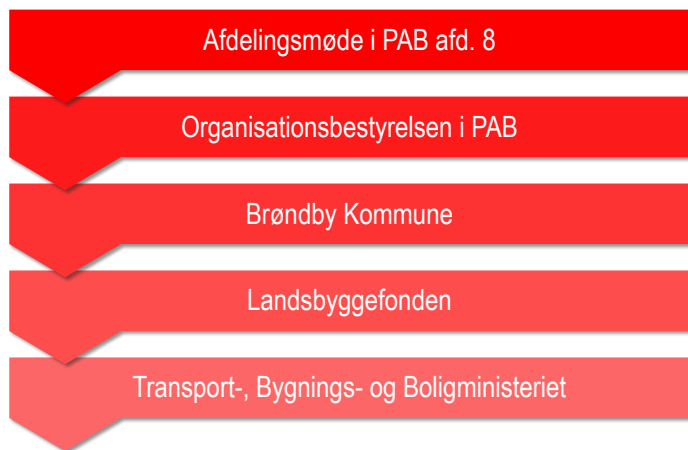 Afdelingsmøde i PAB afd. 8
Organisationsbestyrelsen i PAB
Brøndby Kommune
Landsbyggefonden
Transport-, Bygnings- og Boligministeriet